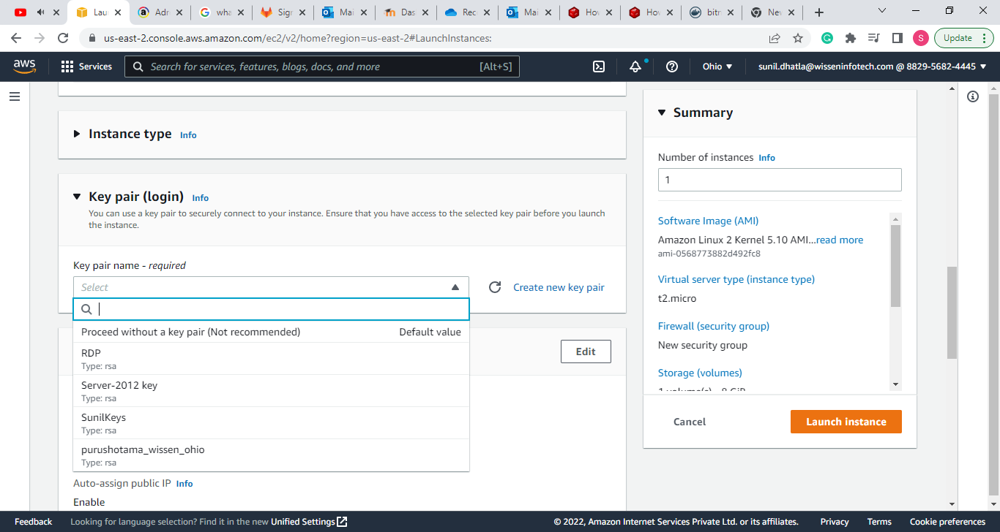 Lau
Adr
wha
Sign
Mai
Das
Rec
Mai
Hov
Hov
bitn
Nev
us-east-2.console.aws.amazon.com/ec2/v2/home?region=us-east-2#LaunchInstances:
S
Update
aws
Services
Search for services, features, blogs, docs, and more
[Alt+S]
Ohio
sunil.dhatla@wisseninfotech.com @ 8829-5682-4445
Instance type Info
Key pair (login) Info
You can use a key pair to securely connect to your instance. Ensure that you have access to the selected key pair before you launch
the instance.
Key pair name - required
Select
Create new key pair
Proceed without a key pair (Not recommended) Default value
RDP
Type: rsa
Server-2012 key
Type: rsa
SunilKeys
Type: rsa
purushotama_wissen_ohio
Type: rsa
Edit
Auto-assign public IP Info
Enable
Summary
Number of instances Info
1
Software Image (AMI)
Amazon Linux 2 Kernel 5.10 AMI...read more
ami-0568773882d492fc8
Virtual server type (instance type)
t2.micro
Firewall (security group)
New security group
Storage (volumes)
1 volume(s) - 8 GiB
Cancel
Launch instance
Feedback
Looking for language selection? Find it in the new Unified Settings
© 2022, Amazon Internet Services Private Ltd. or its affiliates.
Privacy
Terms
Cookie preferences